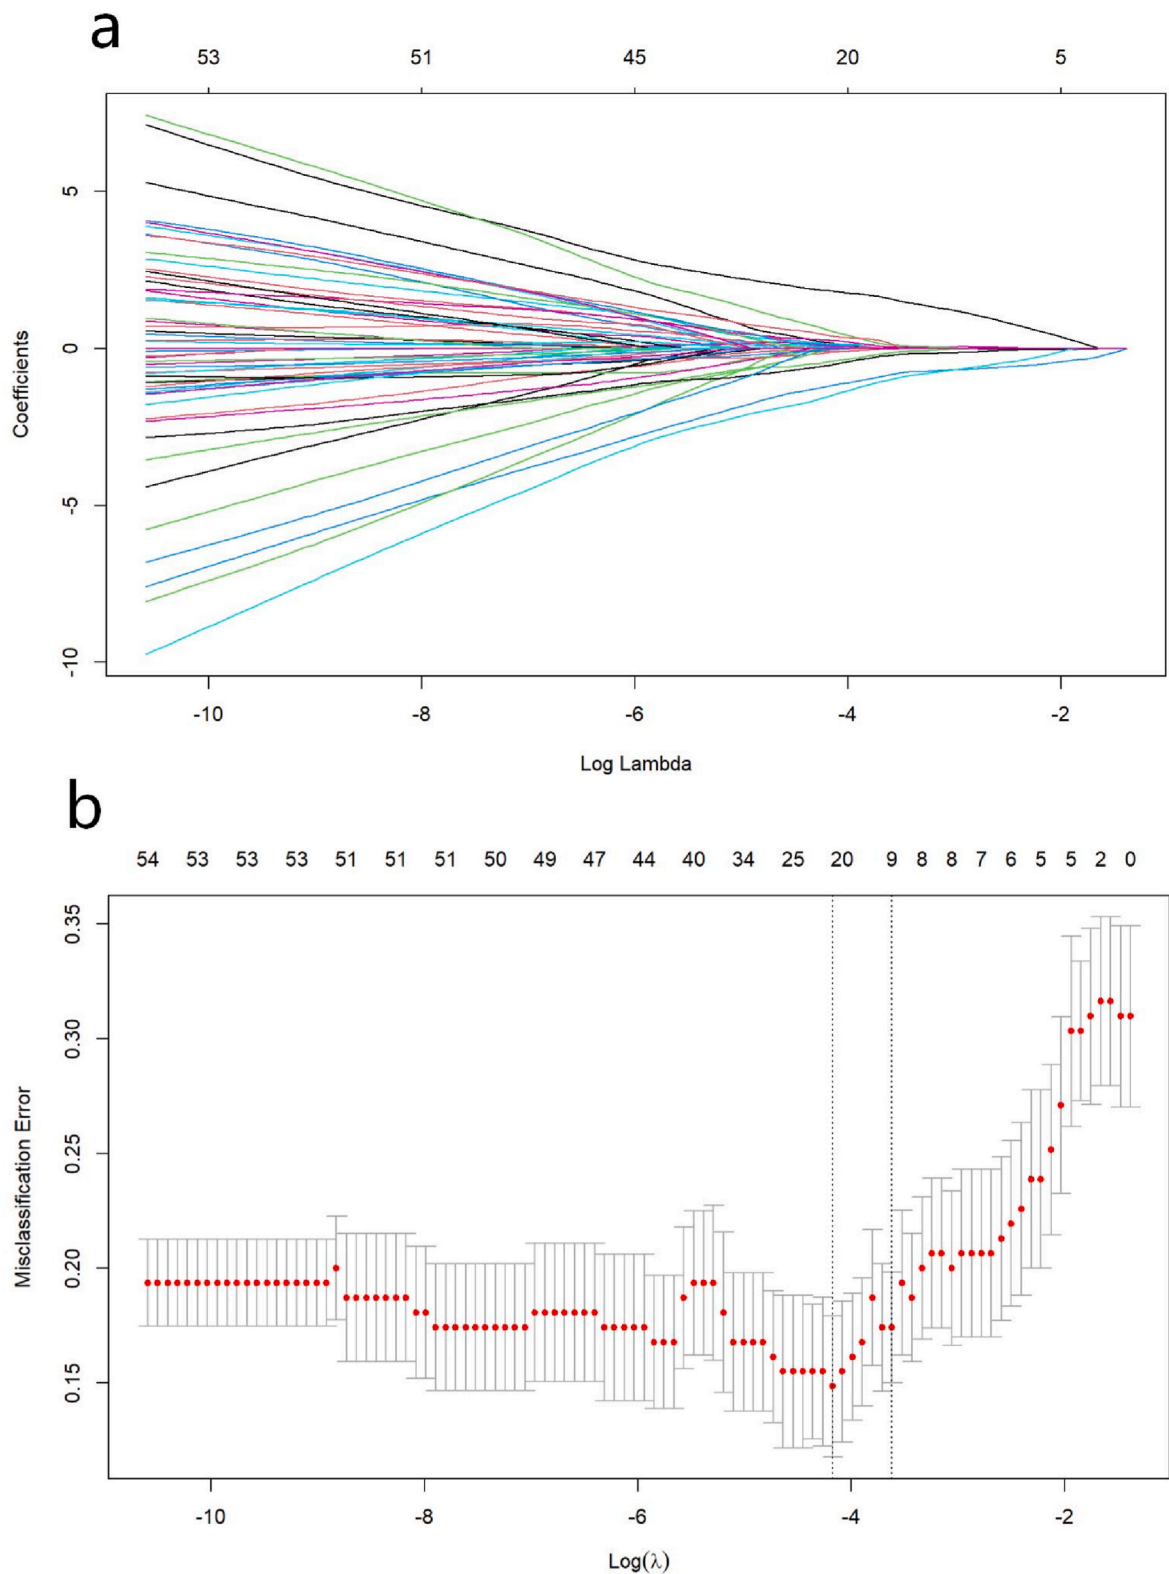 a
53 51 45 20 5
5
0
-5
-10
Coefficients
-10 -8 -6 -4 -2
Log Lambda
b
54 53 53 53 51 51 51 50 49 47 44 40 34 25 20 9 8 8 7 6 5 5 2 0
0.35
0.30
0.25
0.20
0.15
Misclassification Error
-10 -8 -6 -4 -2
Log(λ)